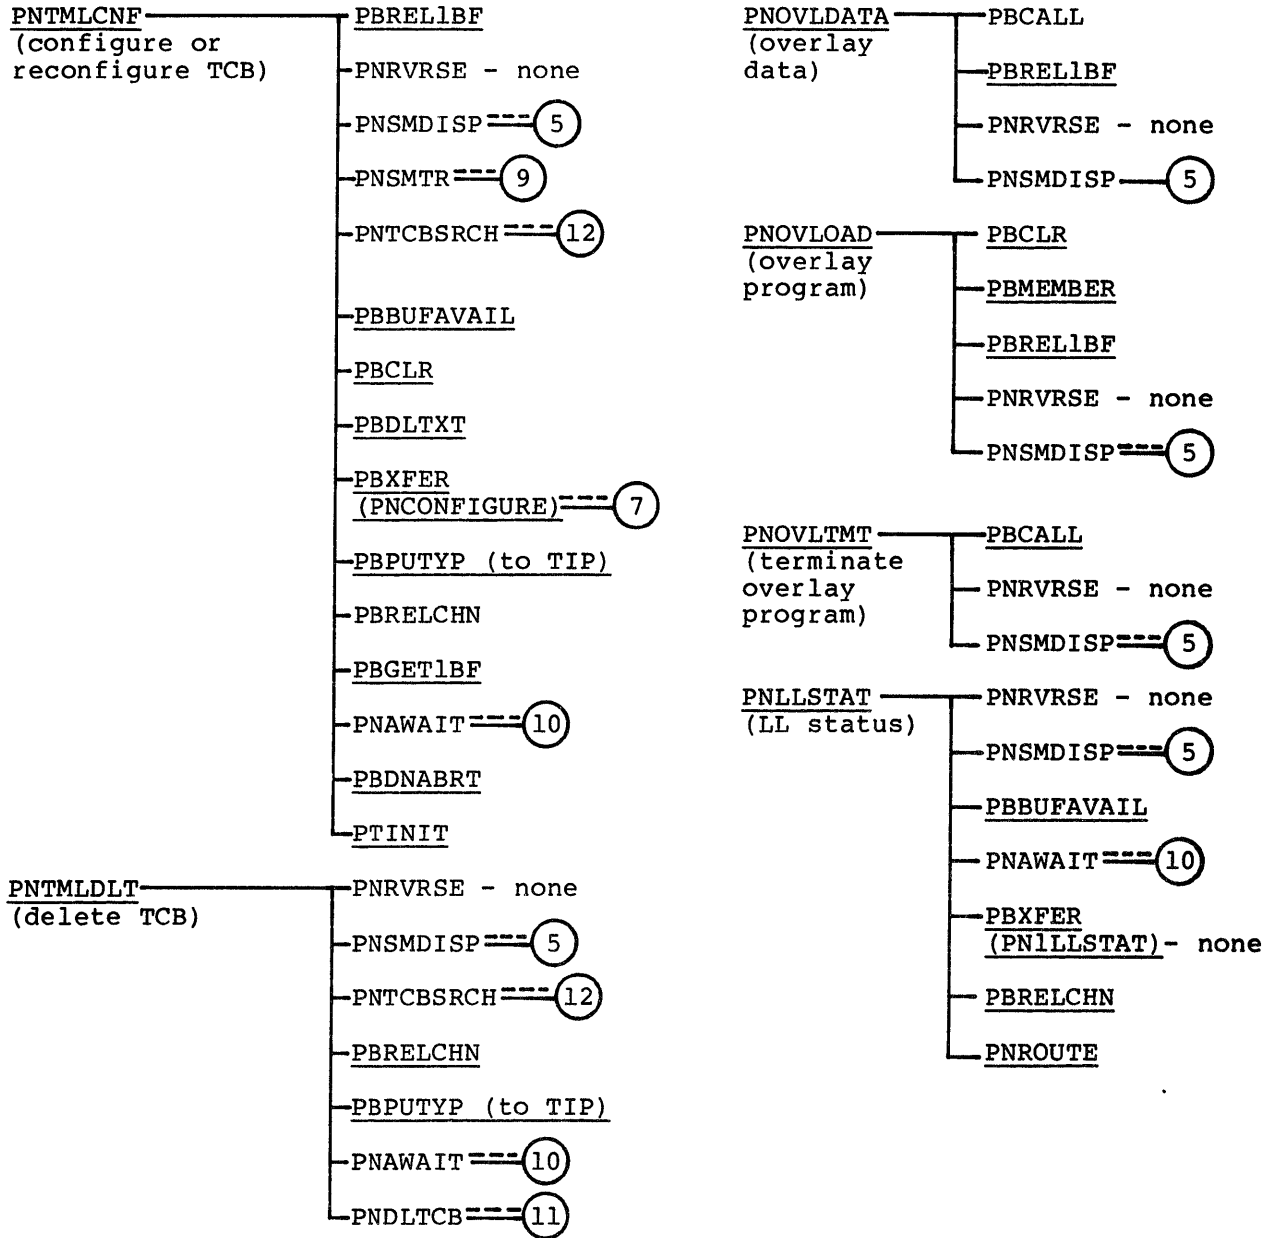 PNTMLCNF
(configure or
reconfigure TCB)
PBREL1BF
PNRVRSE - none
PNSMDISP 5
PNSMTR 9
PNTCBSRCH 12
PBBUFAVAIL
PBCLR
PBDLTXT
PBXFER
(PNCONFIGURE) 7
PBPUTYP (to TIP)
PBRELCHN
PBGET1BF
PNAWAIT 10
PBDNABRT
PTINIT
PNTMLDLT
(delete TCB)
PNRVRSE - none
PNSMDISP 5
PNTCBSRCH 12
PBRELCHN
PBPUTYP (to TIP)
PNAWAIT 10
PNDLTCB 11
PNOVLDATA
(overlay
data)
PBCALL
PBREL1BF
PNRVRSE - none
PNSMDISP 5
PNOVLOAD
(overlay
program)
PBCLR
PBMEMBER
PBREL1BF
PNRVRSE - none
PNSMDISP 5
PNOVLTMT
(terminate
overlay
program)
PBCALL
PNRVRSE - none
PNSMDISP 5
PNLLSTAT
(LL status)
PNRVRSE - none
PNSMDISP 5
PBBUFAVAIL
PNAWAIT 10
PBXFER
(PN1LLSTAT) - none
PBRELCHN
PNROUTE